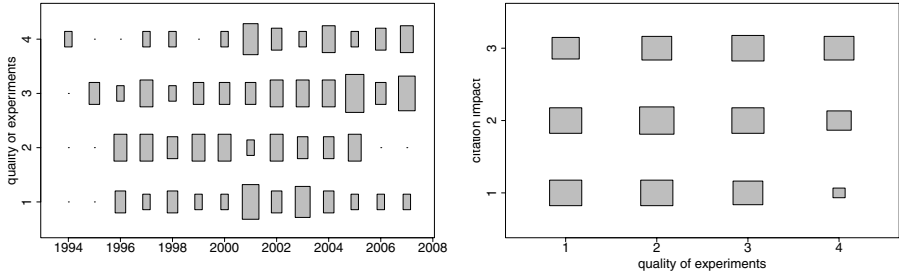 quality of experiments
4
3
2
1
1994 1996 1998 2000 2002 2004 2006 2008
citation impact
3
2
1
1 2 3 4
quality of experiments